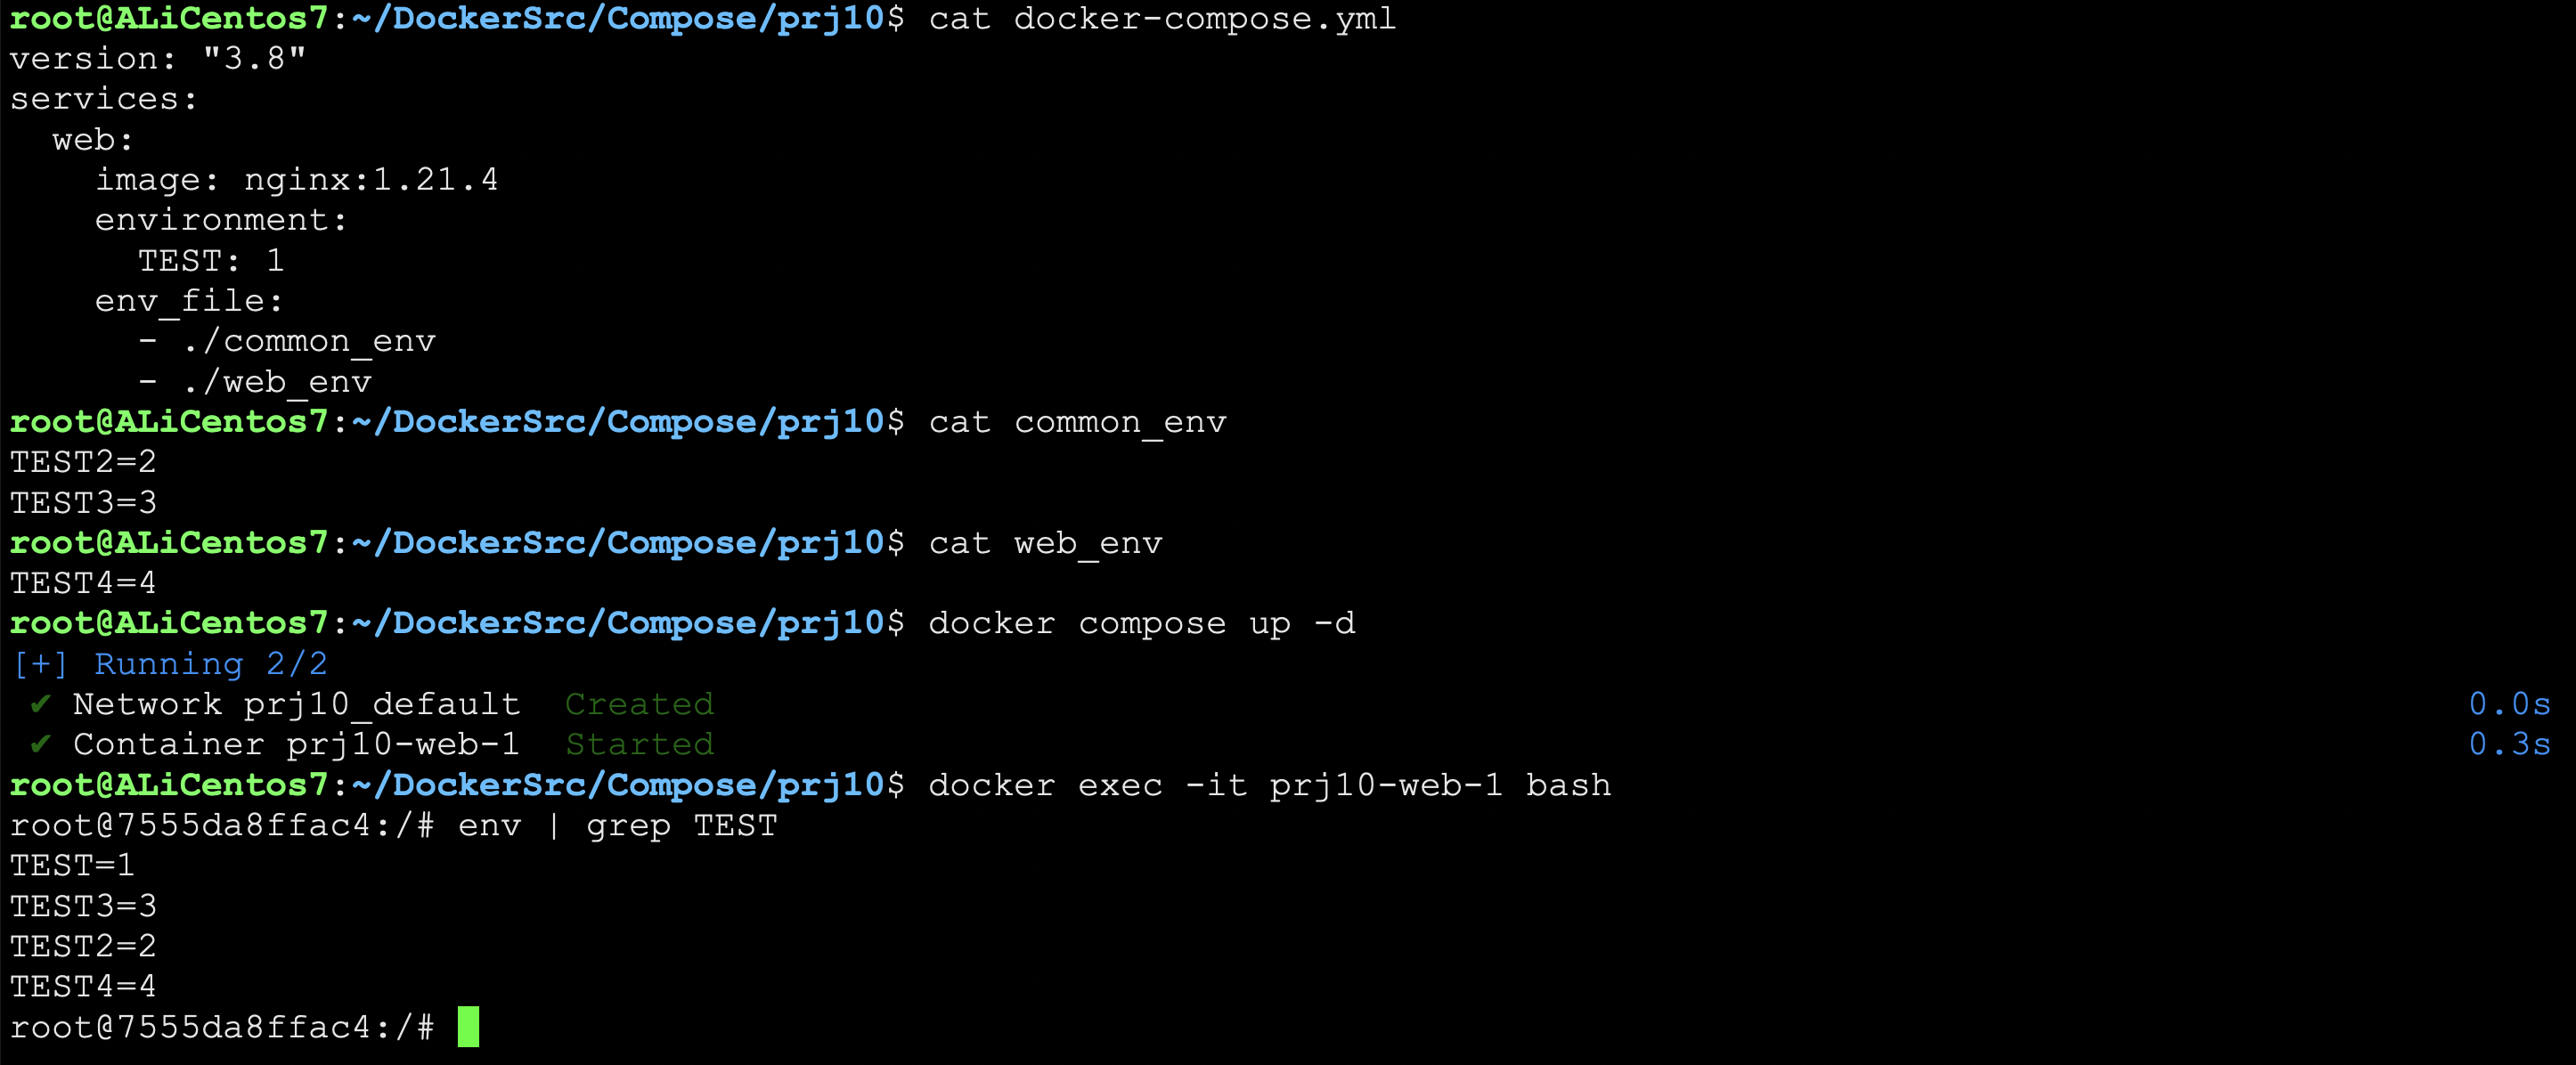 root@ALiCentos7:~/DockerSrc/Compose/prj10$ cat docker-compose.yml
version: "3.8"
services:
  web:
    image: nginx:1.21.4
    environment:
      TEST: 1
    env_file:
      - ./common_env
      - ./web_env
root@ALiCentos7:~/DockerSrc/Compose/prj10$ cat common_env
TEST2=2
TEST3=3
root@ALiCentos7:~/DockerSrc/Compose/prj10$ cat web_env
TEST4=4
root@ALiCentos7:~/DockerSrc/Compose/prj10$ docker compose up -d
[+] Running 2/2
 ✔ Network prj10_default  Created 0.0s
 ✔ Container prj10-web-1  Started 0.3s
root@ALiCentos7:~/DockerSrc/Compose/prj10$ docker exec -it prj10-web-1 bash
root@7555da8ffac4:/# env | grep TEST
TEST=1
TEST3=3
TEST2=2
TEST4=4
root@7555da8ffac4:/#